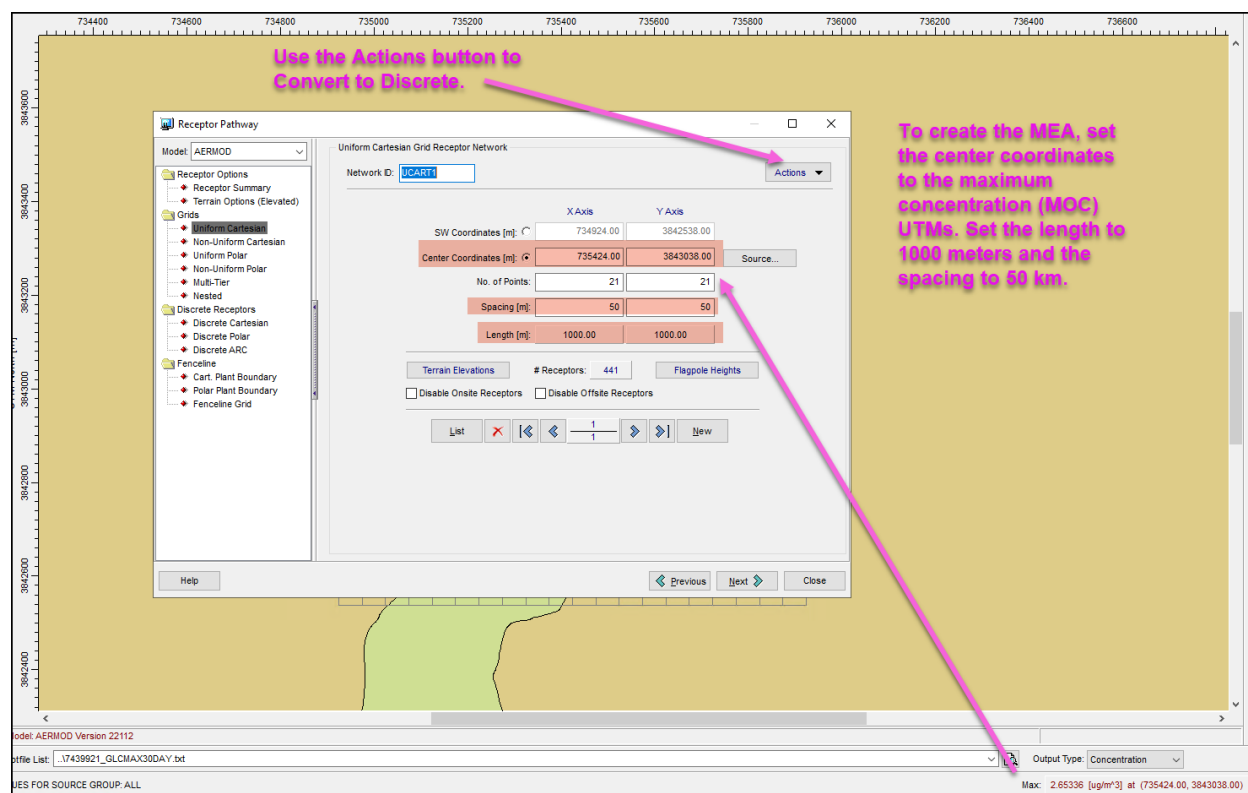 734400 734600 734800 735000 735200 735400 735600 735800 736000 736200 736400 736600
Use the Actions button to
Convert to Discrete.
3843600
3843400
3843200
3843000
3842800
3842600
3842400
Receptor Pathway
Model: AERMOD
Receptor Options
Receptor Summary
Terrain Options (Elevated)
Grids
Uniform Cartesian
Non-Uniform Cartesian
Uniform Polar
Non-Uniform Polar
Multi-Tier
Nested
Discrete Receptors
Discrete Cartesian
Discrete Polar
Discrete ARC
Fenceline
Cart. Plant Boundary
Polar Plant Boundary
Fenceline Grid
Uniform Cartesian Grid Receptor Network
Network ID: UCART1 Actions
X Axis Y Axis
SW Coordinates [m]: 734924.00 3842538.00
Center Coordinates [m]: 735424.00 3843038.00 Source...
No. of Points: 21 21
Spacing [m]: 50 50
Length [m]: 1000.00 1000.00
Terrain Elevations # Receptors: 441 Flagpole Heights
Disable Onsite Receptors Disable Offsite Receptors
List 1 New
1
Help Previous Next Close
To create the MEA, set
the center coordinates
to the maximum
concentration (MOC)
UTMs. Set the length to
1000 meters and the
spacing to 50 km.
odel: AERMOD Version 22112
otfile List: ..\7439921_GLCMAX30DAY.txt Output Type: Concentration
UES FOR SOURCE GROUP: ALL Max: 2.65336 [ug/m^3] at (735424.00, 3843038.00)